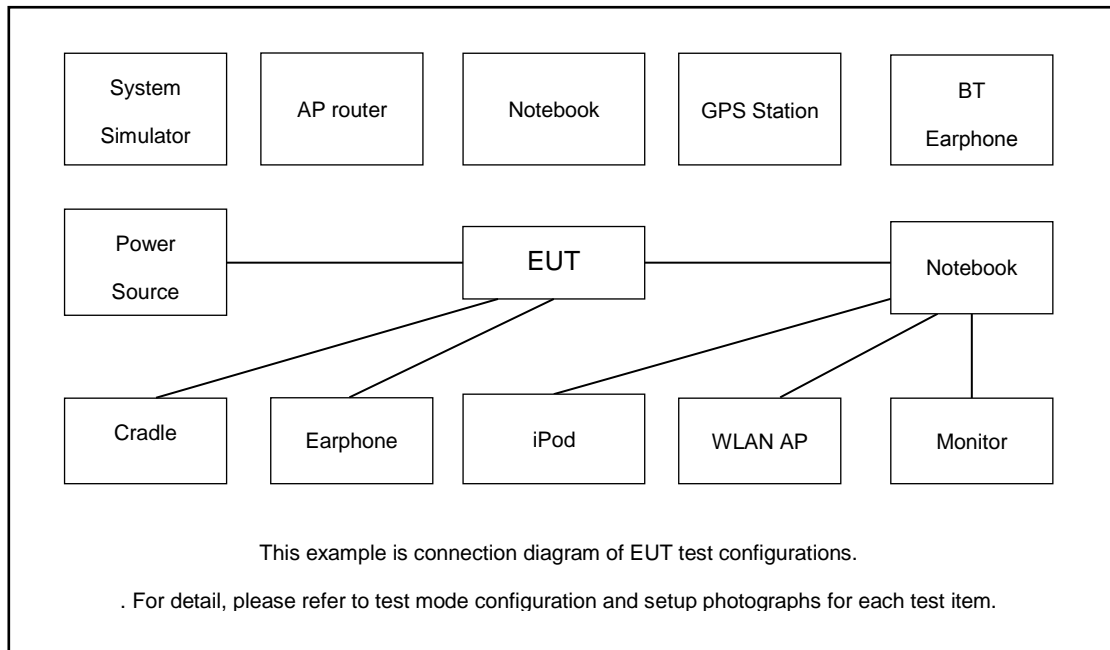 System
Simulator
AP router
Notebook
GPS Station
BT
Earphone
Power
Source
EUT
Notebook
Cradle
Earphone
iPod
WLAN AP
Monitor
This example is connection diagram of EUT test configurations.
. For detail, please refer to test mode configuration and setup photographs for each test item.